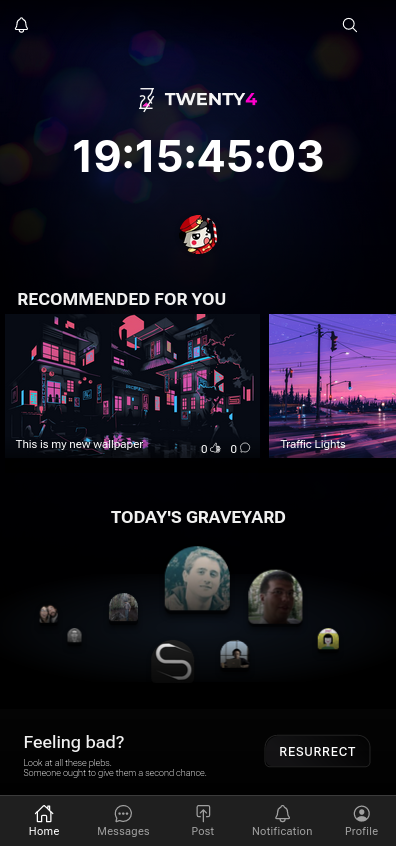 TWENTY4
19:15:45:03
RECOMMENDED FOR YOU
This is my new wallpaper
0 0
Traffic Lights
TODAY'S GRAVEYARD
Feeling bad?
Look at all these plebs.
Someone ought to give them a second chance.
RESURRECT
Home Messages Post Notification Profile